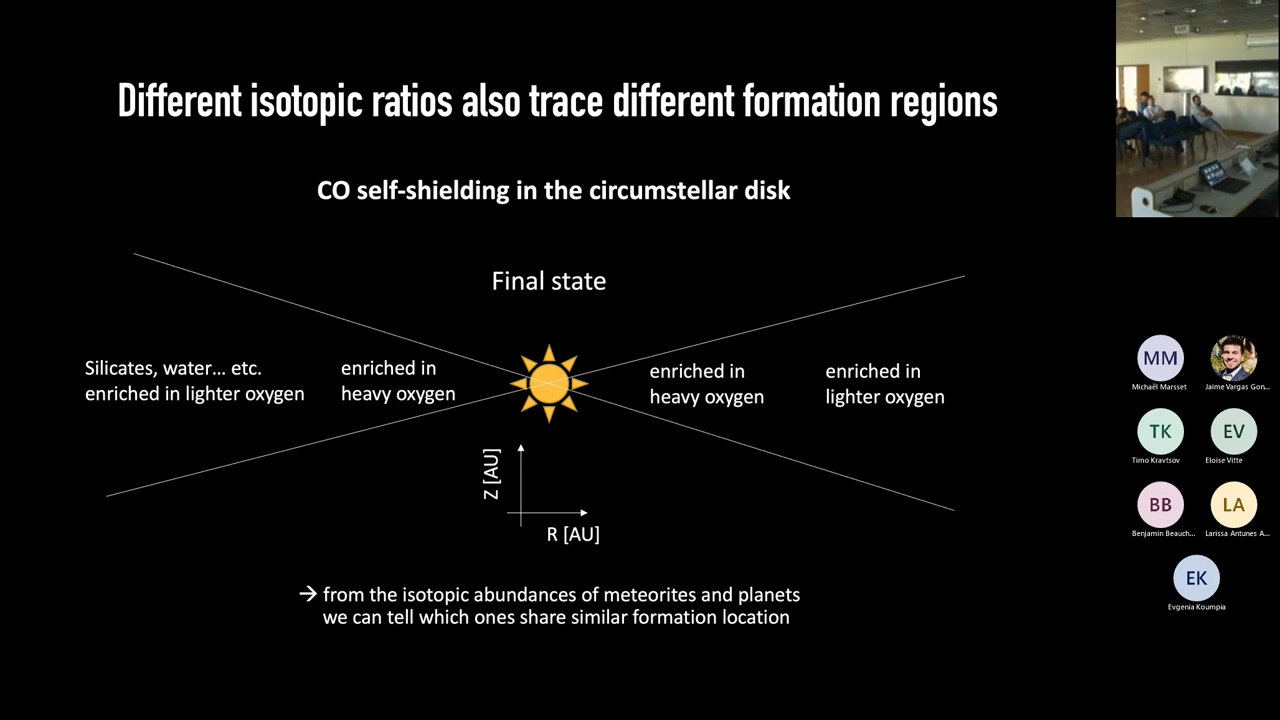 Different isotopic ratios also trace different formation regions
CO self-shielding in the circumstellar disk
Final state
Silicates, water... etc.
enriched in lighter oxygen
enriched in
heavy oxygen
enriched in
heavy oxygen
enriched in
lighter oxygen
Z [AU]
R [AU]
→ from the isotopic abundances of meteorites and planets
we can tell which ones share similar formation location
MM
Michaël Marsset
Jaime Vargas Gon...
TK
Timo Kravtsov
EV
Eloise Vitte
BB
Benjamin Beauch...
LA
Larissa Antunes A...
EK
Evgenia Koumpia